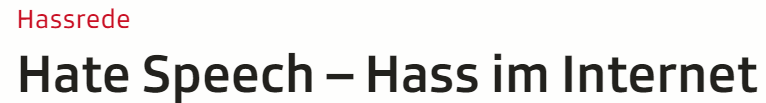 Hassrede
Hate Speech – Hass im Internet